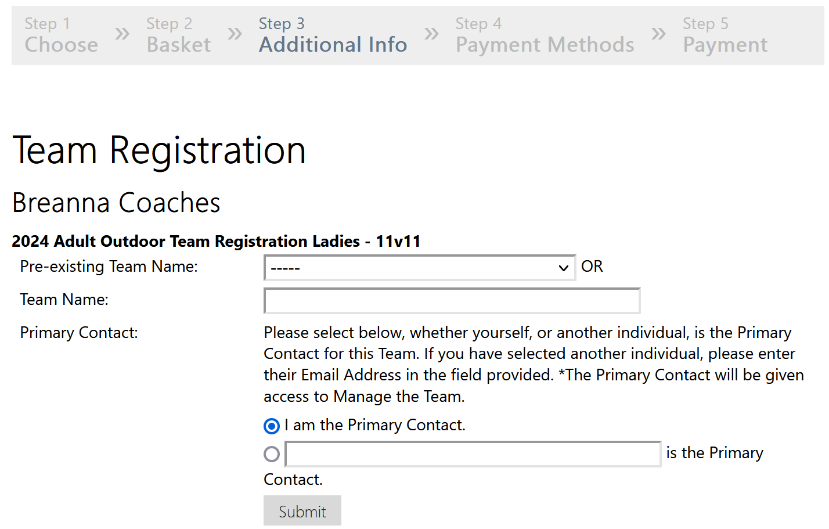 Step 1 Step 2 Step 3 Step 4 Step 5
Choose » Basket » Additional Info » Payment Methods » Payment
Team Registration
Breanna Coaches
2024 Adult Outdoor Team Registration Ladies - 11v11
Pre-existing Team Name: ----- OR
Team Name:
Primary Contact: Please select below, whether yourself, or another individual, is the Primary
Contact for this Team. If you have selected another individual, please enter
their Email Address in the field provided. *The Primary Contact will be given
access to Manage the Team.
I am the Primary Contact.
is the Primary
Contact.
Submit